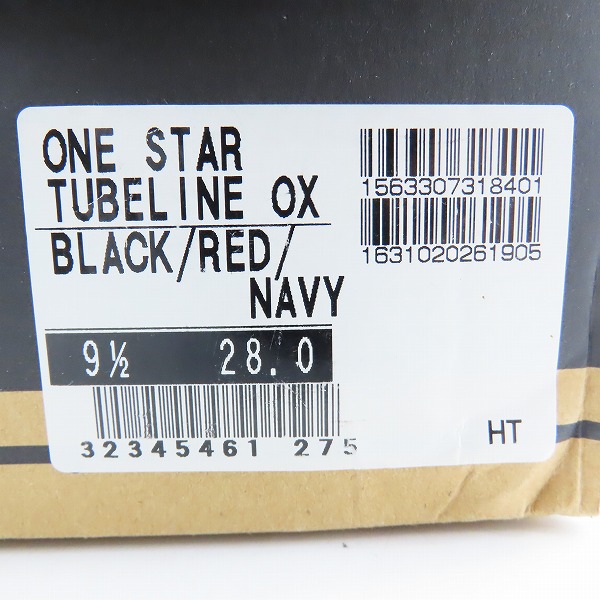 ONE STAR
TUBELINE OX
BLACK/RED/
NAVY
9½ 28.0
32345461 275
1563307318401
1631020261905
HT